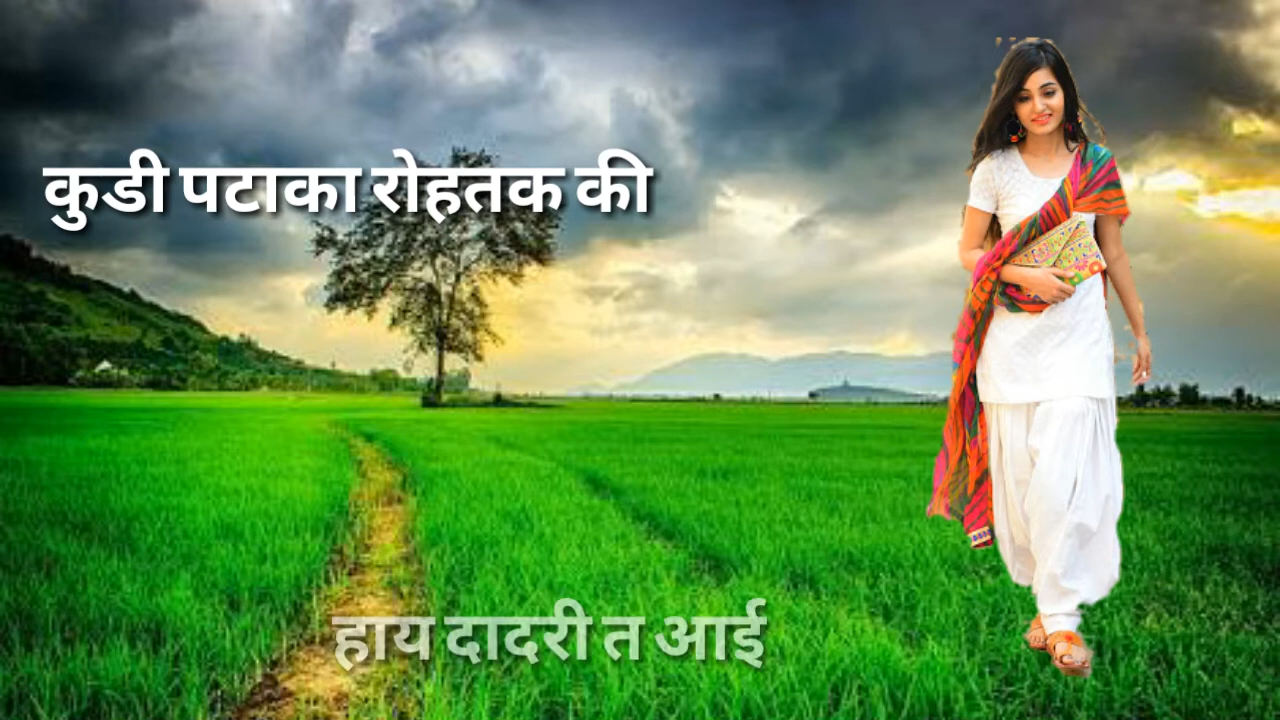 कुडी पटाका रोहतक की
हाय दादरी त आई